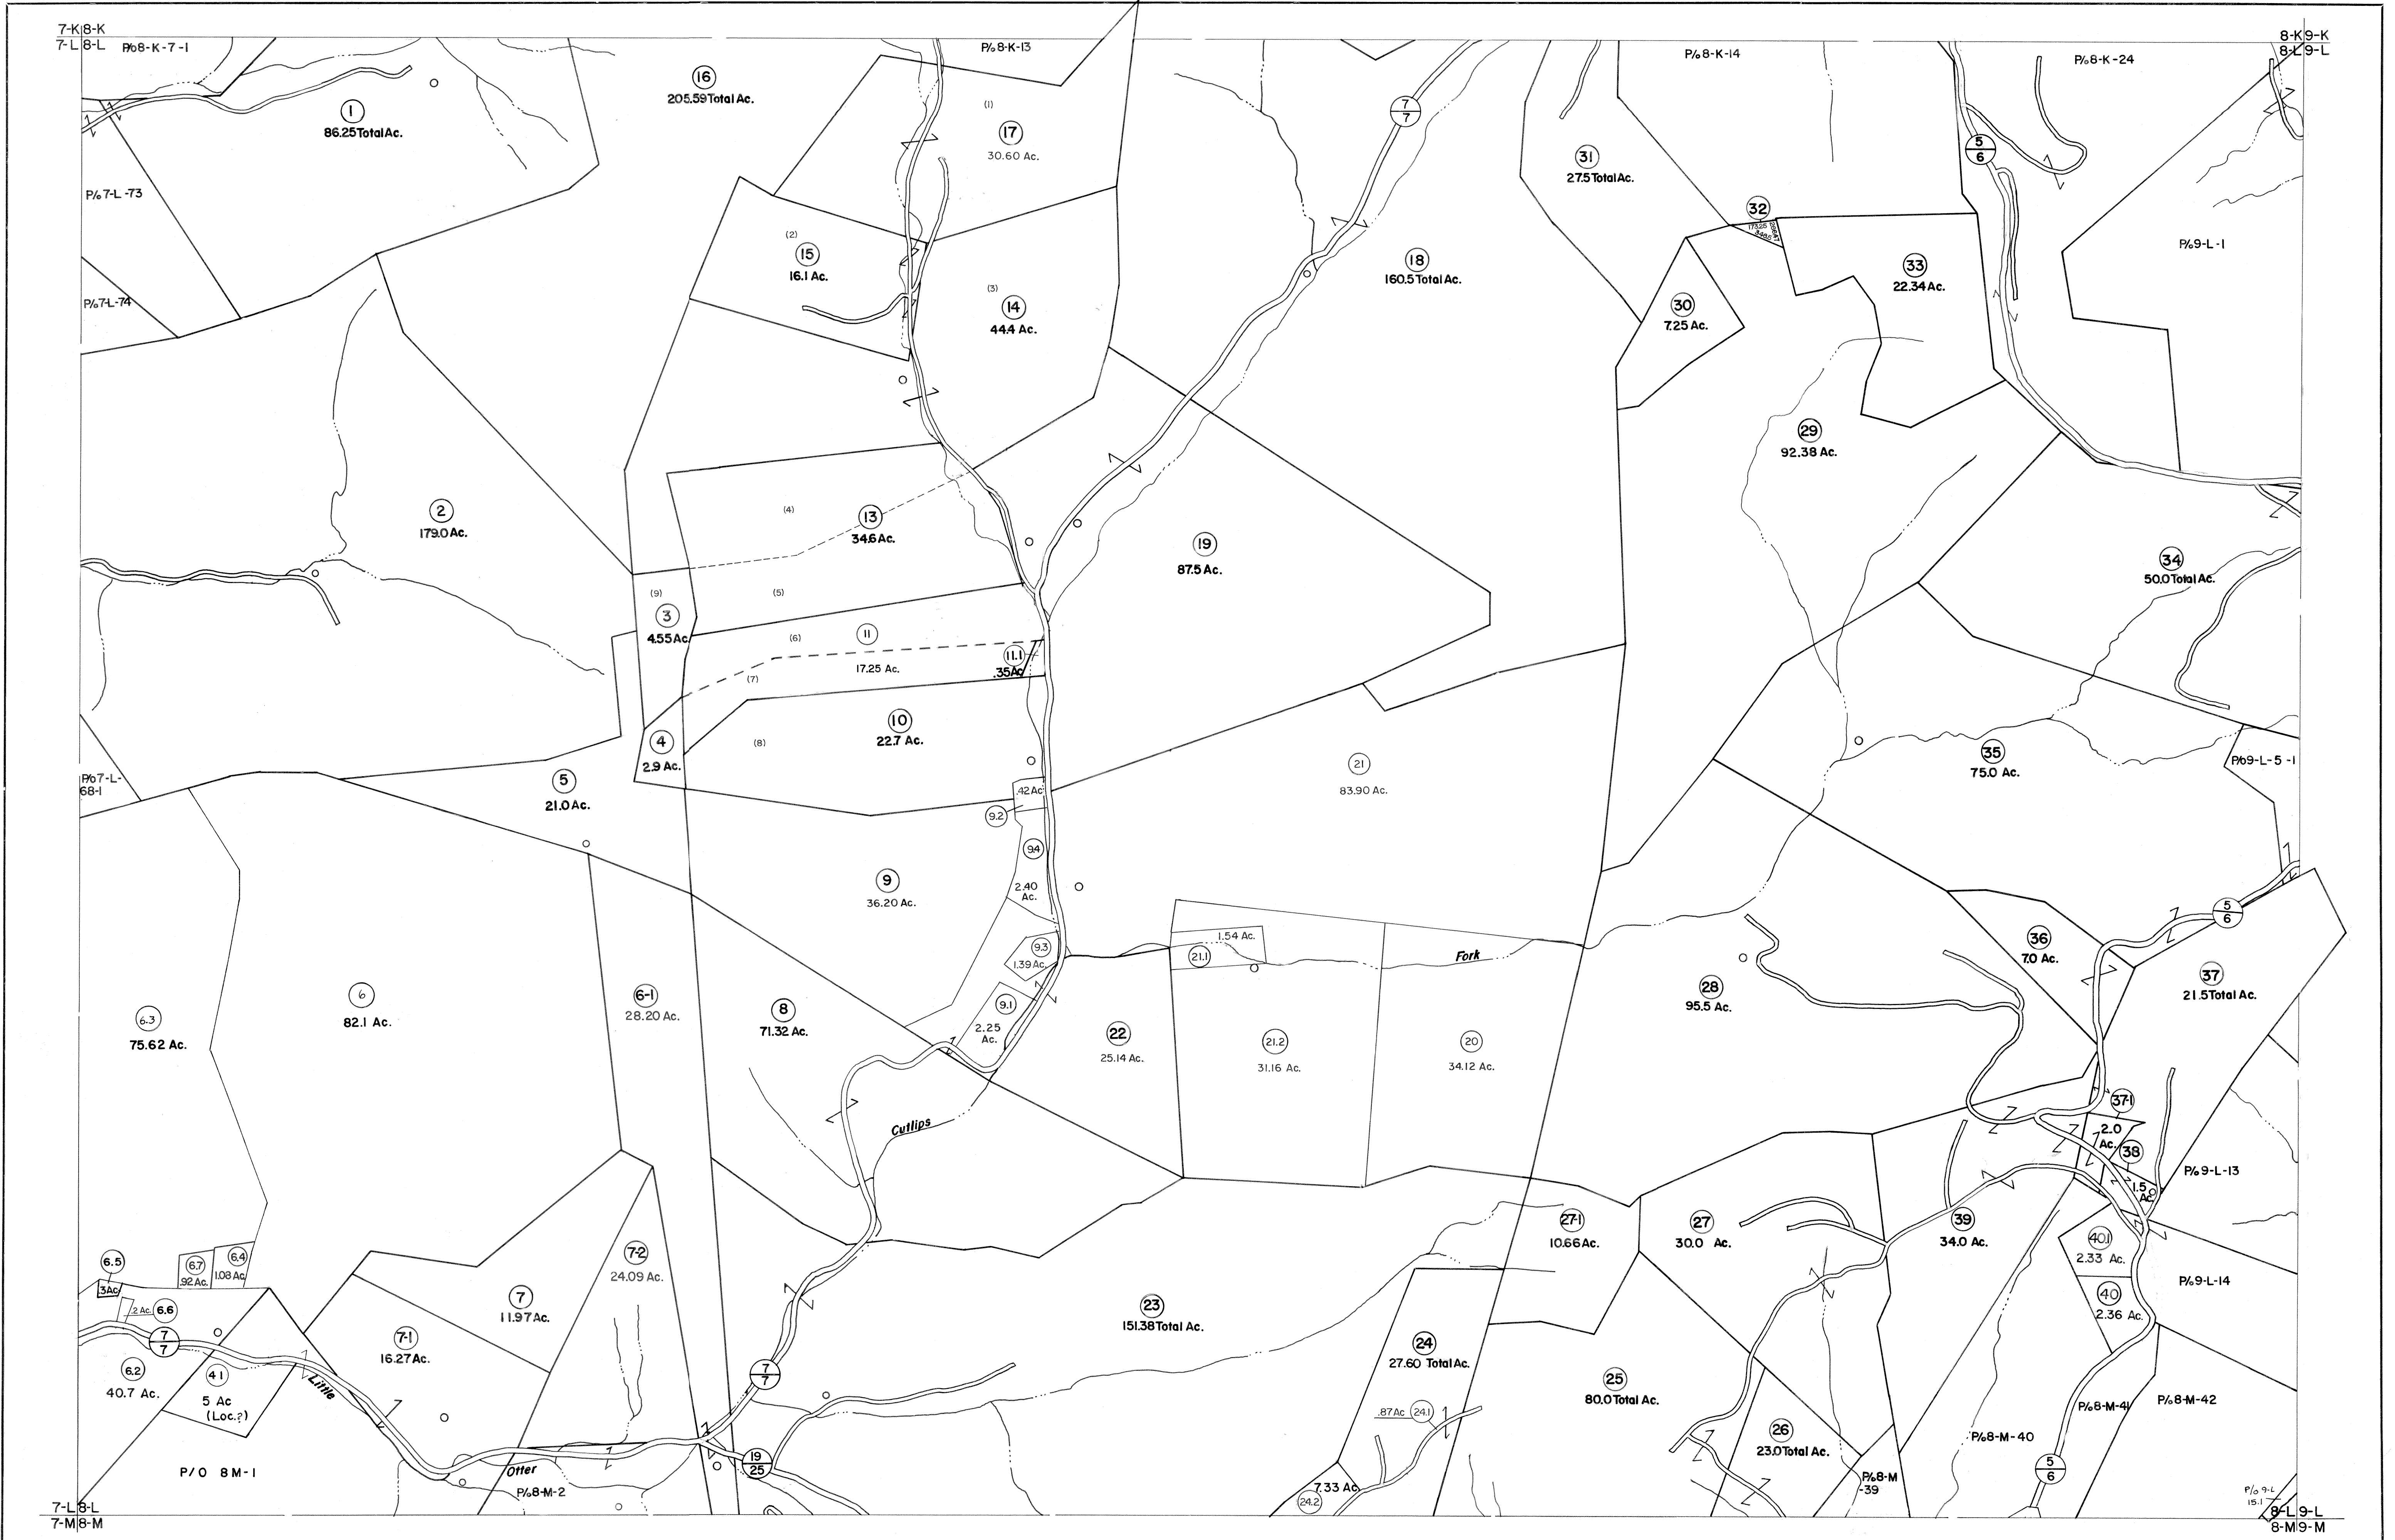 7-K 8-K
7-L 8-L
P/o 8-K-7-1
P/o 8-K-13
P/o 8-K-14
P/o 8-K-24
8-K 9-K
8-L 9-L
1
86.25 Total Ac.
16
205.59 Total Ac.
(1)
17
30.60 Ac.
7
7
31
27.5 Total Ac.
5
6
P/o 7-L-73
P/o 7-L-74
(2)
15
16.1 Ac.
(3)
14
44.4 Ac.
18
160.5 Total Ac.
32
30
7.25 Ac.
33
22.34 Ac.
P/o 9-L-1
29
92.38 Ac.
2
179.0 Ac.
(4)
13
34.6 Ac.
19
87.5 Ac.
34
50.0 Total Ac.
(9)
3
4.55 Ac.
(5)
(6)
11
17.25 Ac.
11.1
.35 Ac
(7)
10
22.7 Ac.
(8)
4
2.9 Ac.
5
21.0 Ac.
P/o 7-L-
68-1
.42 Ac
9.2
21
83.90 Ac.
35
75.0 Ac.
P/o 9-L-5-1
9
36.20 Ac.
9.4
2.40
Ac.
9.3
1.39 Ac.
9.1
2.25
Ac.
1.54 Ac.
21.1
Fork
5
6
36
7.0 Ac.
37
21.5 Total Ac.
28
95.5 Ac.
6.3
75.62 Ac.
6
82.1 Ac.
6-1
28.20 Ac.
8
71.32 Ac.
22
25.14 Ac.
21.2
31.16 Ac.
20
34.12 Ac.
Cutlips
37-1
2.0
Ac.
38
1.5
Ac.
P/o 9-L-13
27-1
10.66 Ac.
27
30.0 Ac.
39
34.0 Ac.
40.1
2.33 Ac.
40
2.36 Ac.
P/o 9-L-14
6.5
.3 Ac
6.7
.92 Ac.
6.4
1.08 Ac.
.2 Ac.
6.6
7
7
6.2
40.7 Ac.
41
5 Ac
(Loc.?)
Little
7-1
16.27 Ac.
7
11.97 Ac.
7-2
24.09 Ac.
7
7
23
151.38 Total Ac.
24
27.60 Total Ac.
.87 Ac
24.1
25
80.0 Total Ac.
26
23.0 Total Ac.
P/o 8-M-40
P/o 8-M-41
P/o 8-M-42
P/O 8M-1
Otter
P/o 8-M-2
19
25
7.33 Ac.
24.2
P/o 8-M
-39
5
6
P/o 9-L
15.1
7-L 8-L
7-M 8-M
8-L 9-L
8-M 9-M